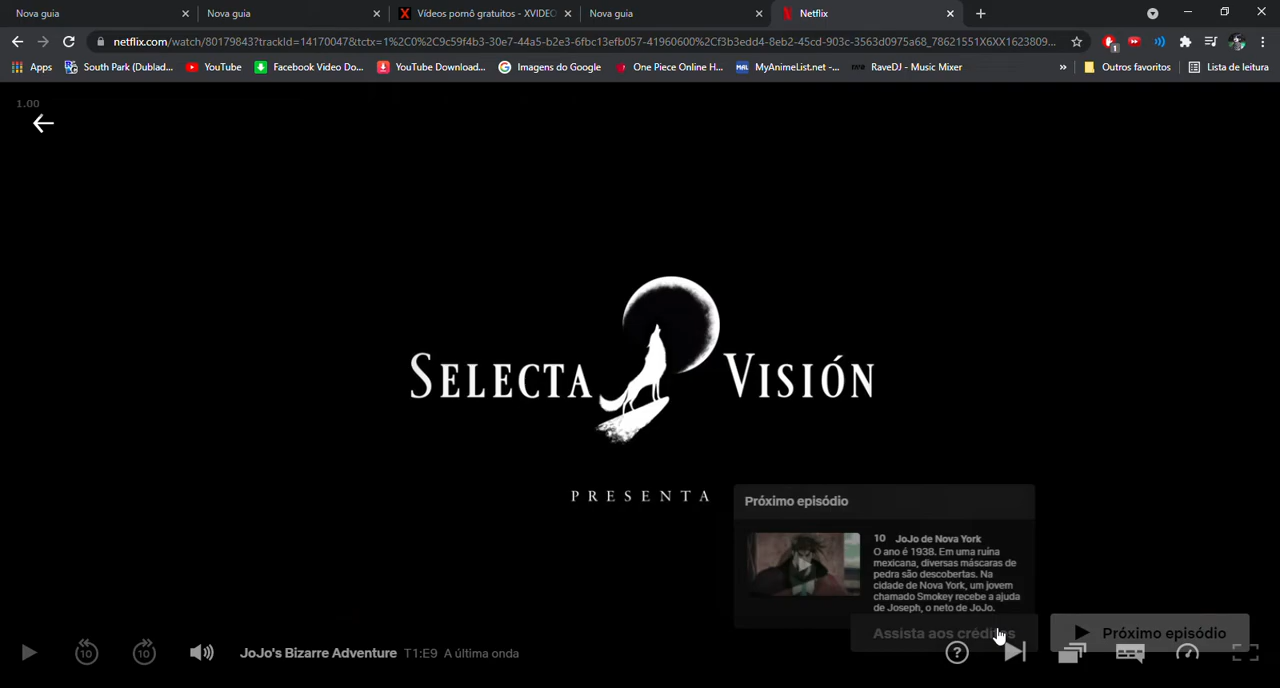 Nova guia
Nova guia
Vídeos pornô gratuitos - XVIDEO
Nova guia
Netflix
netflix.com/watch/80179843?trackId=14170047&tctx=1%2C0%2C9c59f4b3-30e7-44a5-b2e3-6fbc13efb057-41960600%2Cf3b3edd4-8eb2-45cd-903c-3563d0975a68_78621551X6XX1623809...
Apps
South Park (Dublad...
YouTube
Facebook Video Do...
YouTube Download...
Imagens do Google
One Piece Online H...
MyAnimeList.net -...
RaveDJ - Music Mixer
»
Outros favoritos
Lista de leitura
1.00
SELECTA VISIÓN
PRESENTA
Próximo episódio
10 JoJo de Nova York
O ano é 1938. Em uma ruína
mexicana, diversas máscaras de
pedra são descobertas. Na
cidade de Nova York, um jovem
chamado Smokey recebe a ajuda
de Joseph, o neto de JoJo.
Assista aos créditos
Próximo episódio
10
10
JoJo's Bizarre Adventure T1:E9 A última onda